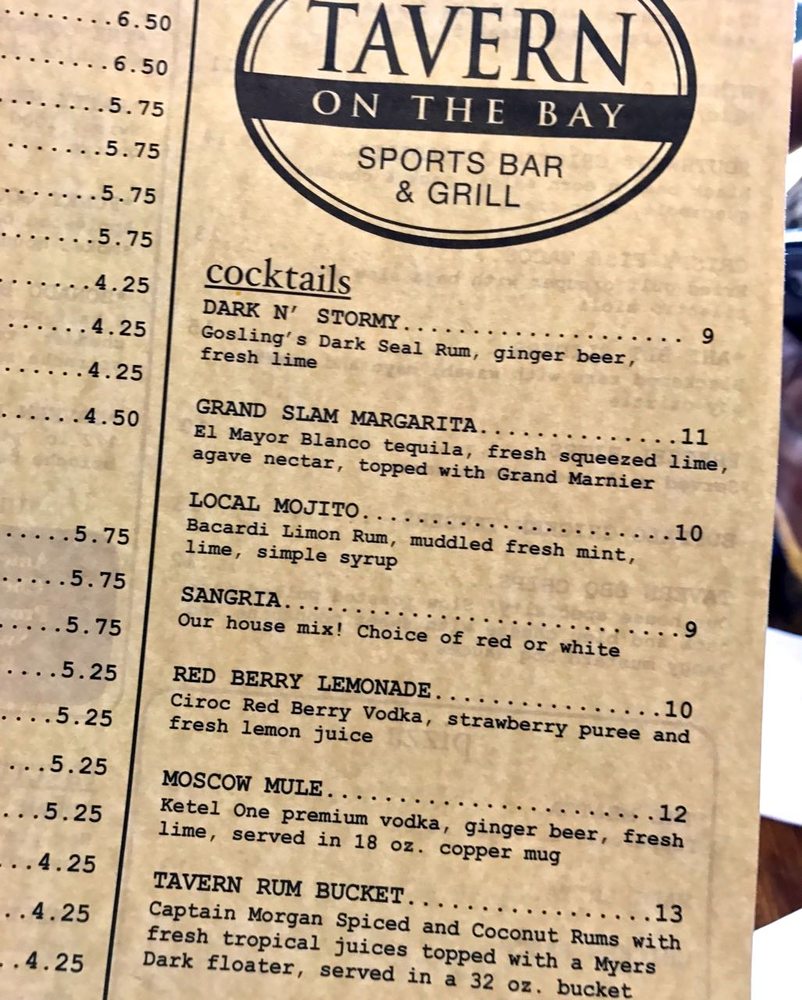 .......6.50
.......6.50
.......5.75
.......5.75
.......5.75
.......5.75
.......4.25
.......4.25
.......4.25
......4.50
.....5.75
.....5.75
.....5.75
....5.25
....5.25
...5.25
...5.25
...4.25
..4.25
..4.25
TAVERN
ON THE BAY
SPORTS BAR
& GRILL
cocktails
DARK N' STORMY.................... 9
Gosling's Dark Seal Rum, ginger beer,
fresh lime
GRAND SLAM MARGARITA..............11
El Mayor Blanco tequila, fresh squeezed lime,
agave nectar, topped with Grand Marnier
LOCAL MOJITO......................10
Bacardi Limon Rum, muddled fresh mint,
lime, simple syrup
SANGRIA............................9
Our house mix! Choice of red or white
RED BERRY LEMONADE................10
Ciroc Red Berry Vodka, strawberry puree and
fresh lemon juice
MOSCOW MULE.......................12
Ketel One premium vodka, ginger beer, fresh
lime, served in 18 oz. copper mug
TAVERN RUM BUCKET.................13
Captain Morgan Spiced and Coconut Rums with
fresh tropical juices topped with a Myers
Dark floater, served in a 32 oz. bucket